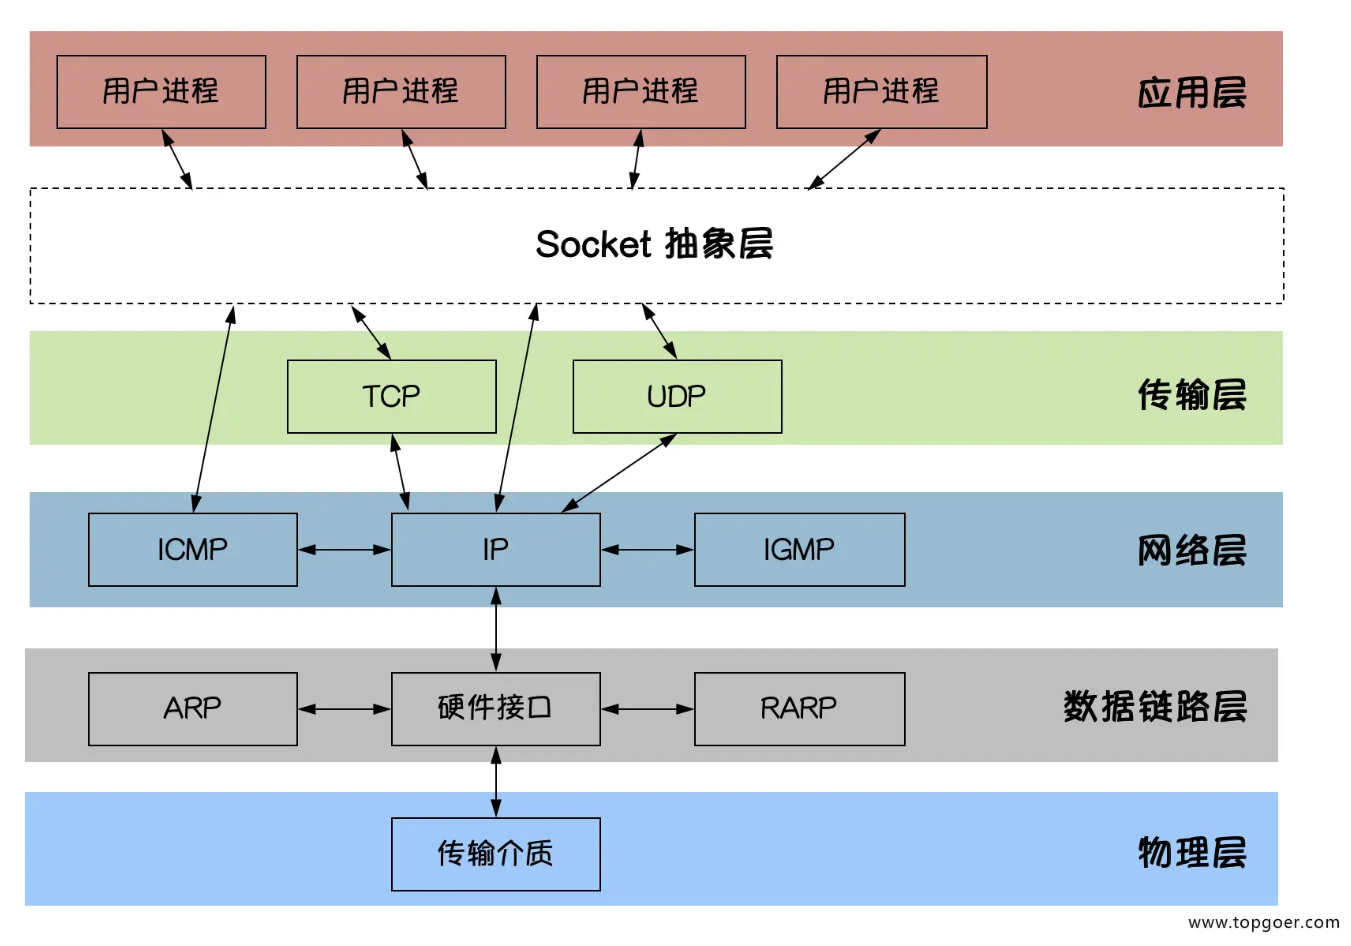 用户进程 用户进程 用户进程 用户进程 应用层
Socket 抽象层
TCP UDP 传输层
ICMP IP IGMP 网络层
ARP 硬件接口 RARP 数据链路层
传输介质 物理层
www.topgoer.com